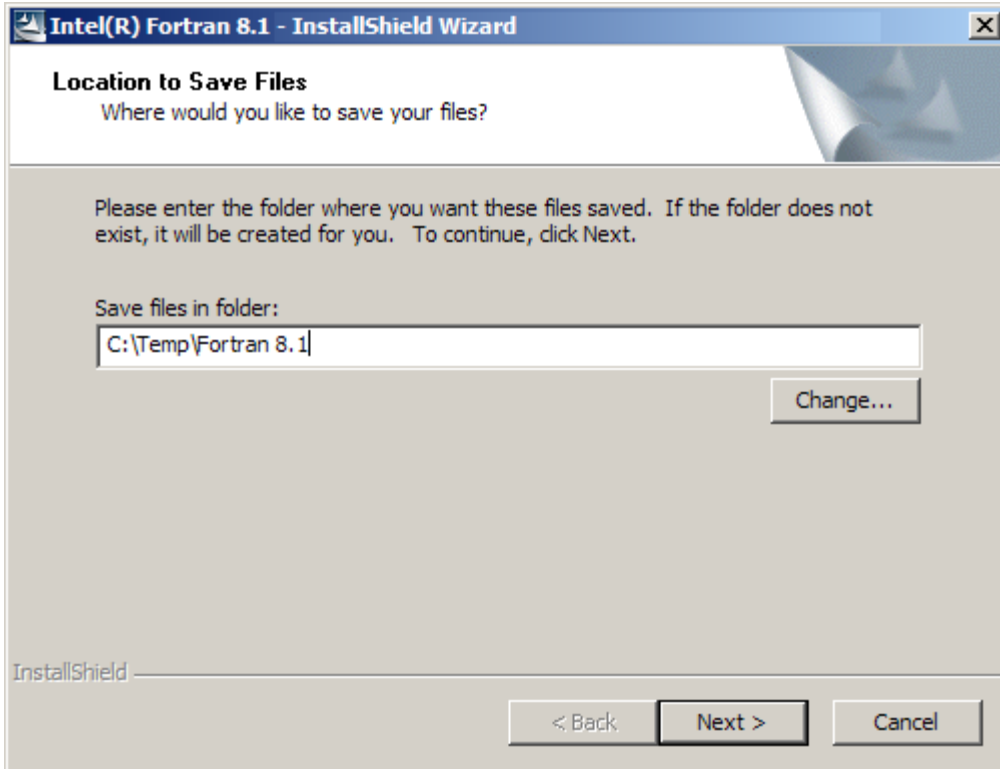 Intel(R) Fortran 8.1 - InstallShield Wizard
Location to Save Files
Where would you like to save your files?
Please enter the folder where you want these files saved.  If the folder does not
exist, it will be created for you.   To continue, click Next.
Save files in folder:
C:\Temp\Fortran 8.1
Change...
InstallShield
< Back
Next >
Cancel